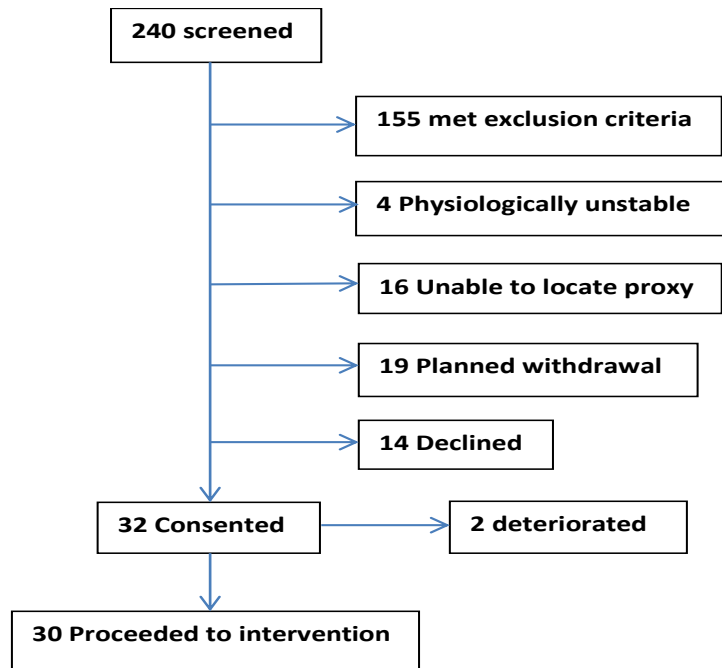 240 screened
155 met exclusion criteria
4 Physiologically unstable
16 Unable to locate proxy
19 Planned withdrawal
14 Declined
32 Consented
2 deteriorated
30 Proceeded to intervention